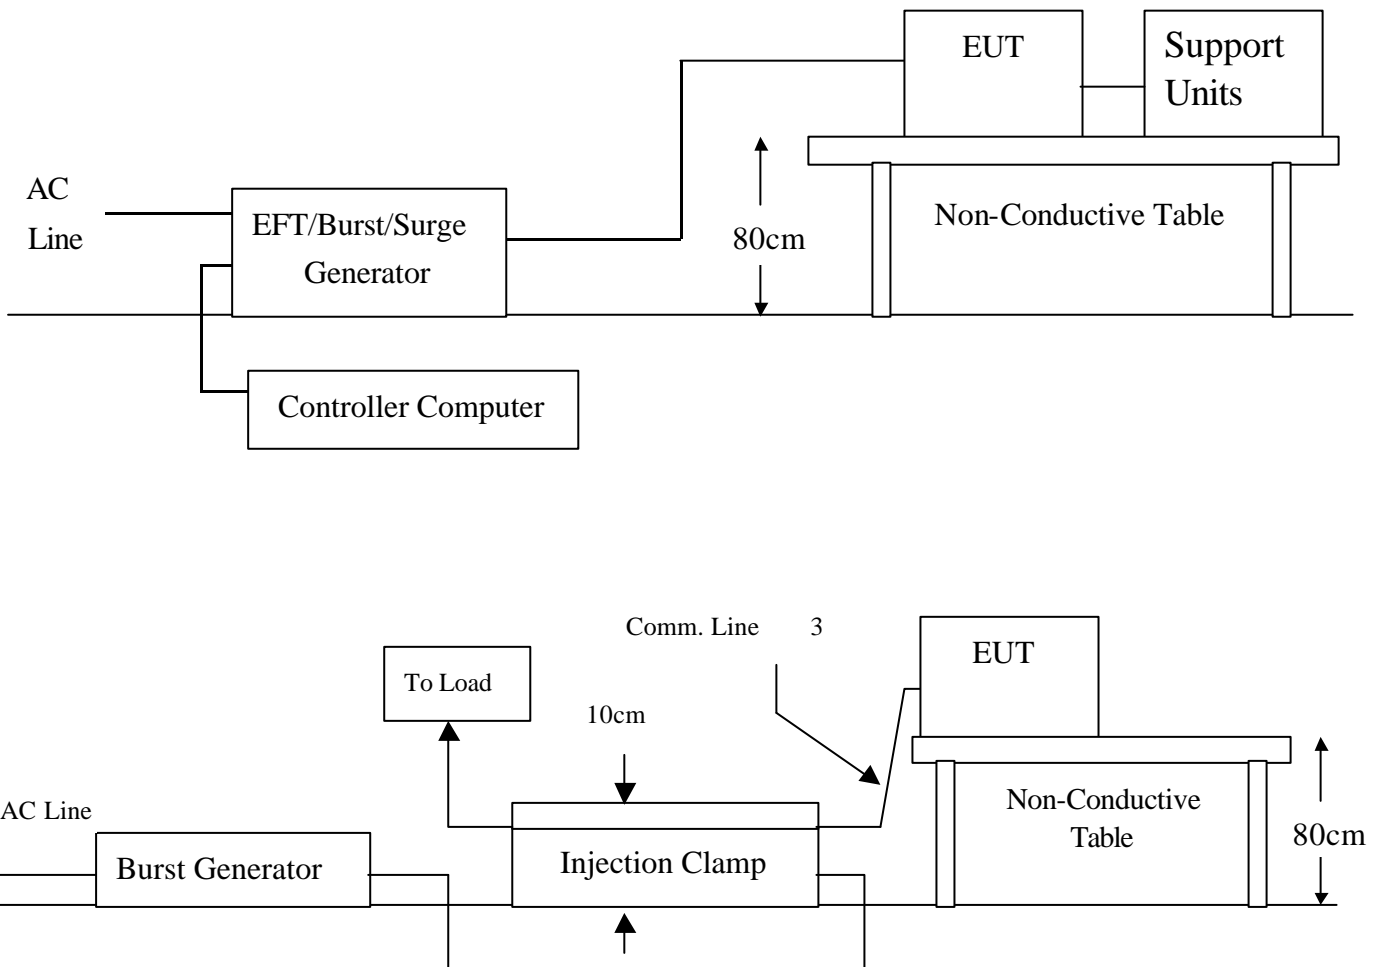 EUT
Support
Units
AC
Line
EFT/Burst/Surge
Generator
80cm
Non-Conductive Table
Controller Computer
Comm. Line 3
EUT
To Load
10cm
AC Line
Burst Generator
Injection Clamp
Non-Conductive
Table
80cm